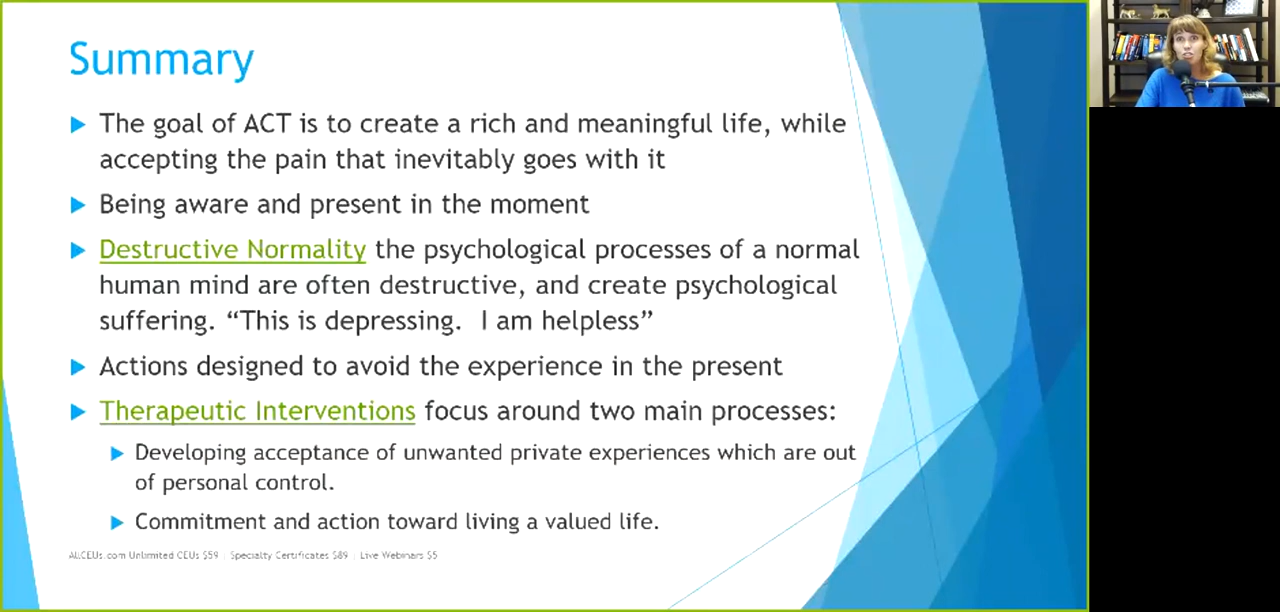 Summary
The goal of ACT is to create a rich and meaningful life, while
accepting the pain that inevitably goes with it
Being aware and present in the moment
Destructive Normality the psychological processes of a normal
human mind are often destructive, and create psychological
suffering. “This is depressing.  I am helpless”
Actions designed to avoid the experience in the present
Therapeutic Interventions focus around two main processes:
Developing acceptance of unwanted private experiences which are out
of personal control.
Commitment and action toward living a valued life.
AllCEUs.com Unlimited CEUs $59 | Specialty Certificates $89 | Live Webinars $5